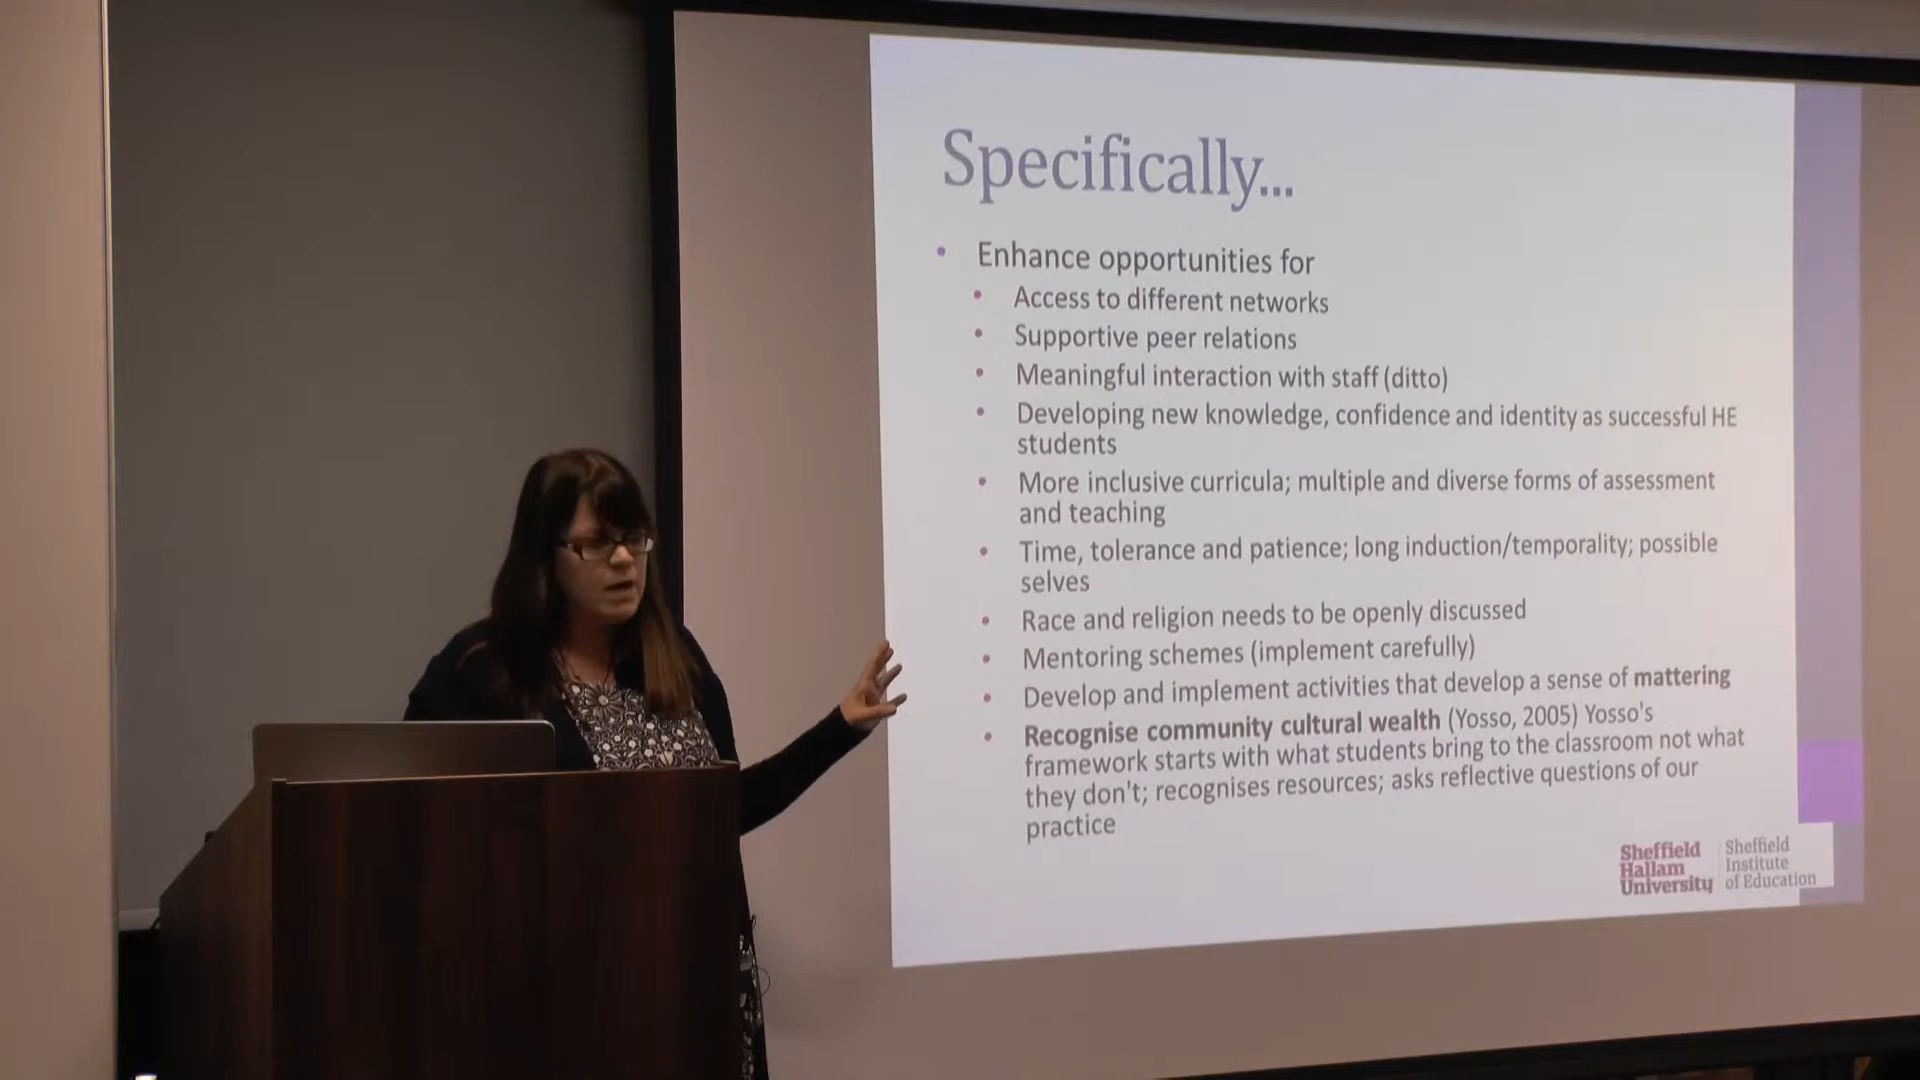 Specifically...
• Enhance opportunities for
• Access to different networks
• Supportive peer relations
• Meaningful interaction with staff (ditto)
• Developing new knowledge, confidence and identity as successful HE
students
• More inclusive curricula; multiple and diverse forms of assessment
and teaching
• Time, tolerance and patience; long induction/temporality; possible
selves
• Race and religion needs to be openly discussed
• Mentoring schemes (implement carefully)
• Develop and implement activities that develop a sense of mattering
• Recognise community cultural wealth (Yosso, 2005) Yosso's
framework starts with what students bring to the classroom not what
they don't; recognises resources; asks reflective questions of our
practice
Sheffield
Hallam
University
Sheffield
Institute
of Education